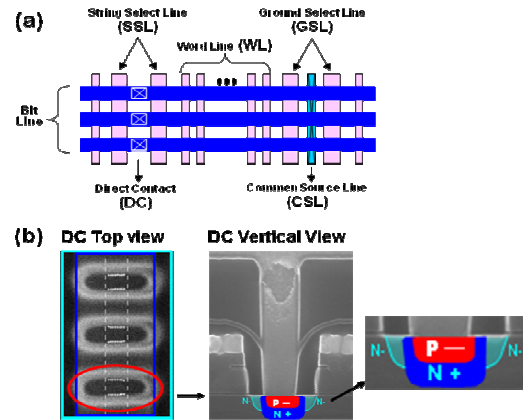 (a)
String Select Line
(SSL)
Ground Select Line
(GSL)
Word Line (WL)
Bit
Line
Direct Contact
(DC)
Common Source Line
(CSL)
(b)
DC Top view
DC Vertical View
N-
P —
N-
N +
N-
P —
N-
N +